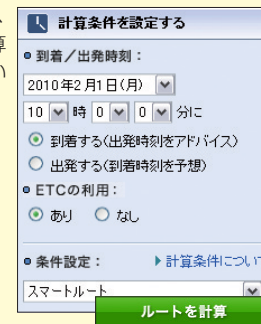 算
い
計算条件を設定する
到着/出発時刻：
2010年2月1日(月)
10 時 0 0 分に
到着する(出発時刻をアドバイス)
出発する(到着時刻を予想)
ETCの利用：
あり なし
条件設定： 計算条件につい
スマートルート
ルートを計算